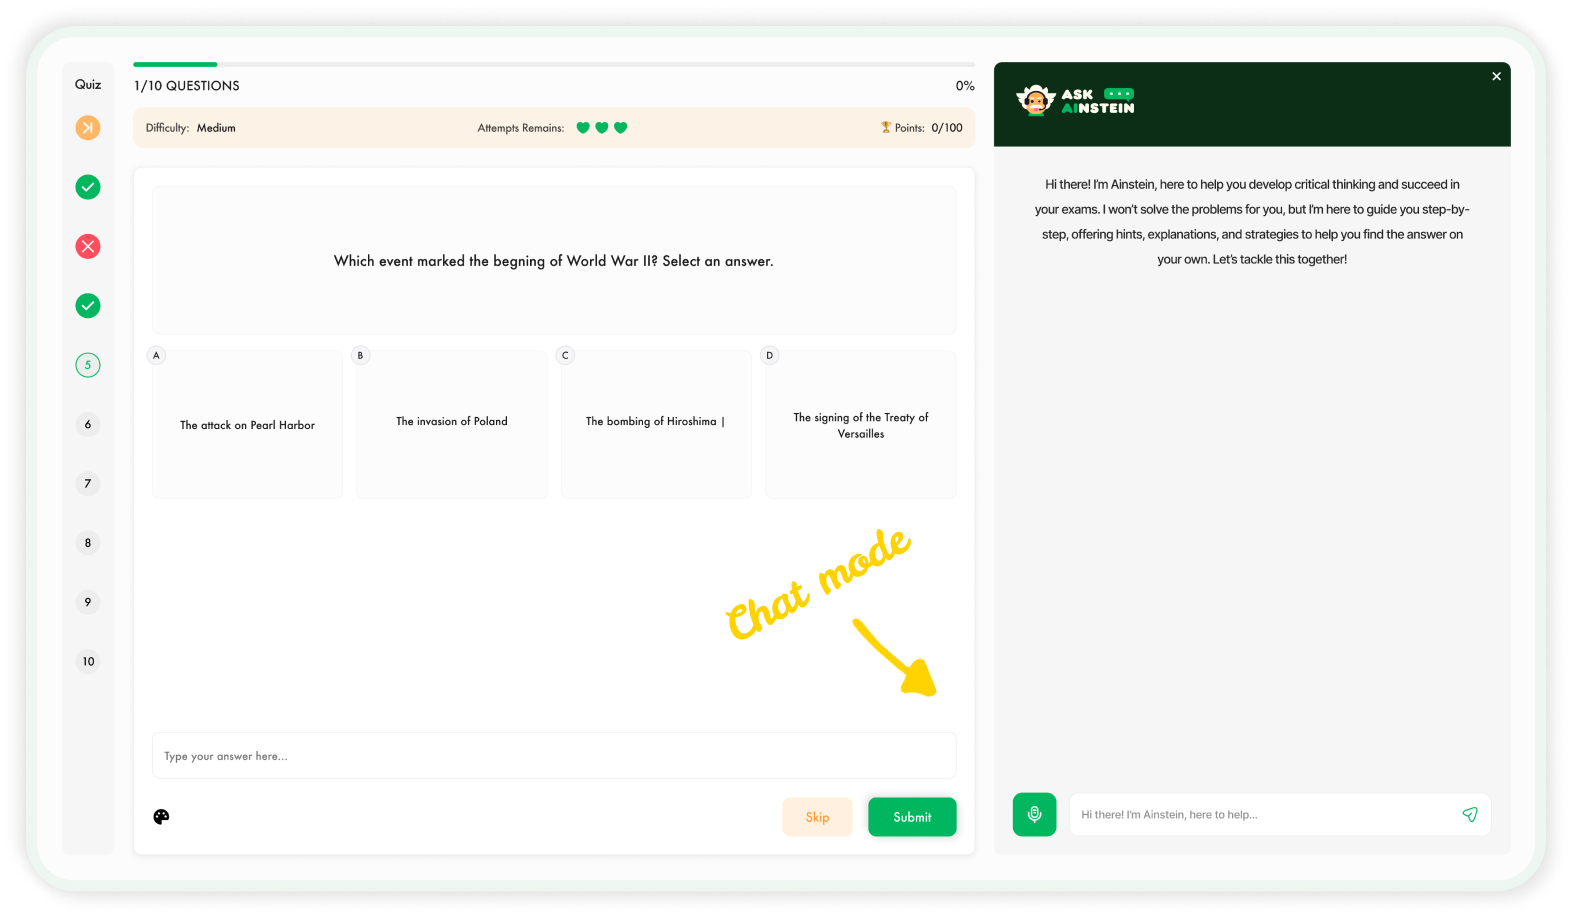 Quiz
5
6
7
8
9
10
1/10 QUESTIONS
0%
Difficulty: Medium
Attempts Remains:
Points: 0/100
Which event marked the begning of World War II? Select an answer.
A
The attack on Pearl Harbor
B
The invasion of Poland
C
The bombing of Hiroshima |
D
The signing of the Treaty of
Versailles
Chat mode
Type your answer here...
Skip
Submit
ASK
AINSTEIN
Hi there! I'm Ainstein, here to help you develop critical thinking and succeed in
your exams. I won't solve the problems for you, but I'm here to guide you step-by-
step, offering hints, explanations, and strategies to help you find the answer on
your own. Let's tackle this together!
Hi there! I'm Ainstein, here to help...